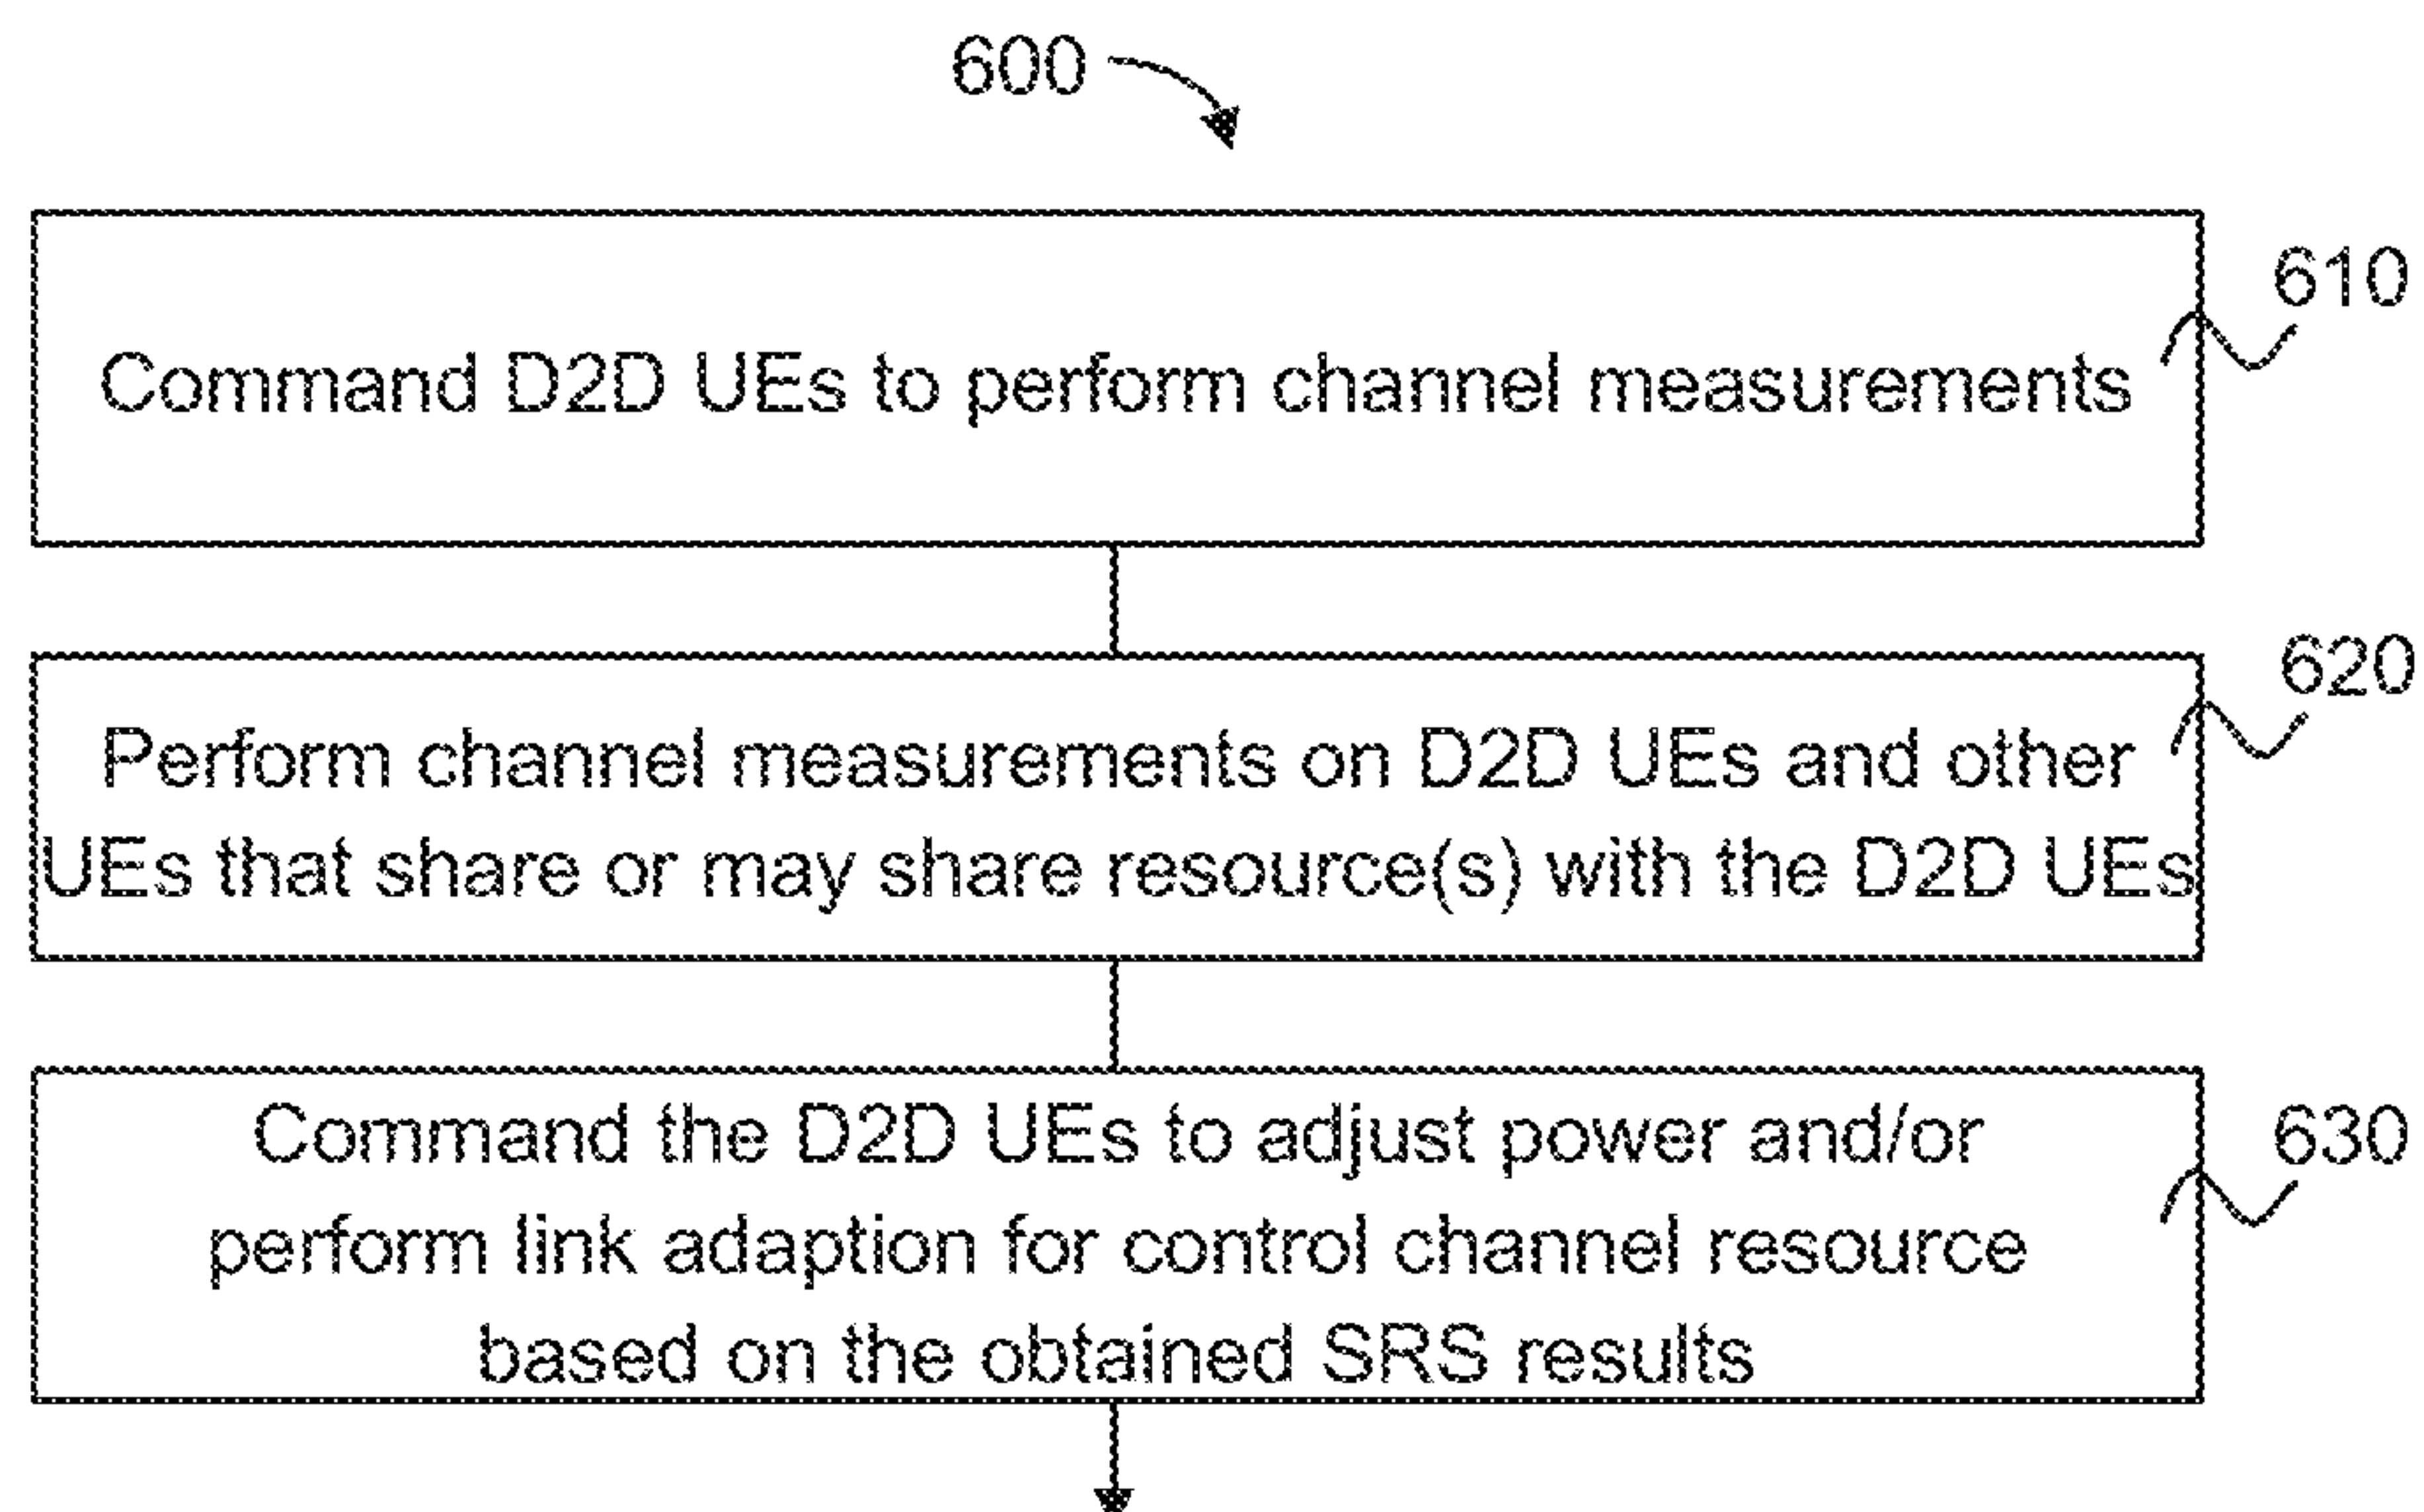 600
610
Command D2D UEs to perform channel measurements
620
Perform channel measurements on D2D UEs and other
UEs that share or may share resource(s) with the D2D UEs
630
Command the D2D UEs to adjust power and/or
perform link adaption for control channel resource
based on the obtained SRS results